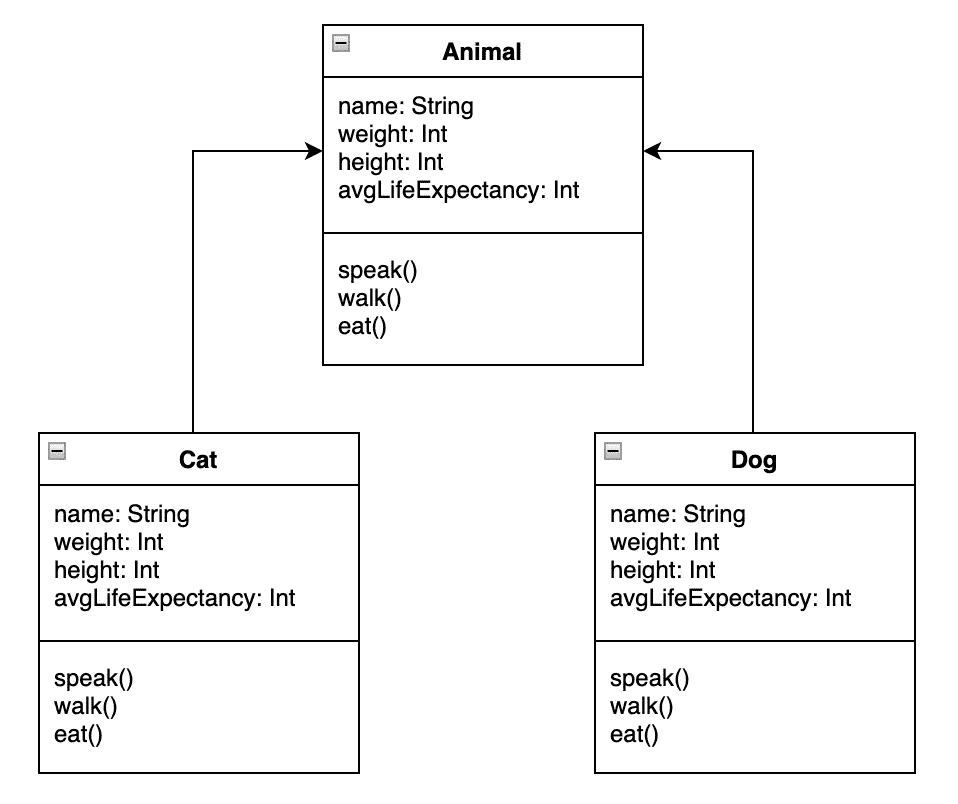 Animal
name: String
weight: Int
height: Int
avgLifeExpectancy: Int
speak()
walk()
eat()
Cat
name: String
weight: Int
height: Int
avgLifeExpectancy: Int
speak()
walk()
eat()
Dog
name: String
weight: Int
height: Int
avgLifeExpectancy: Int
speak()
walk()
eat()